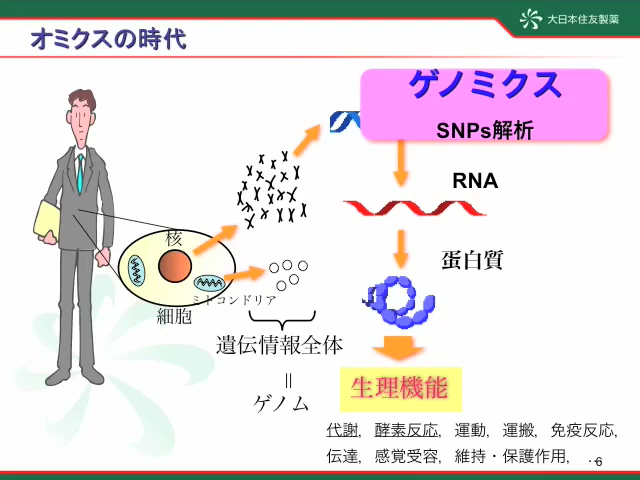 大日本住友製薬
オミクスの時代
ゲノミクス
SNPs解析
RNA
核
蛋白質
ミトコンドリア
細胞
遺伝情報全体
||
ゲノム
生理機能
代謝, 酵素反応, 運動, 運搬, 免疫反応,
伝達, 感覚受容, 維持・保護作用, …
6